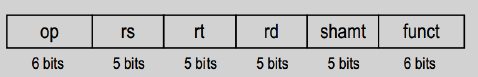 op rs rt rd shamt funct
6 bits 5 bits 5 bits 5 bits 5 bits 6 bits